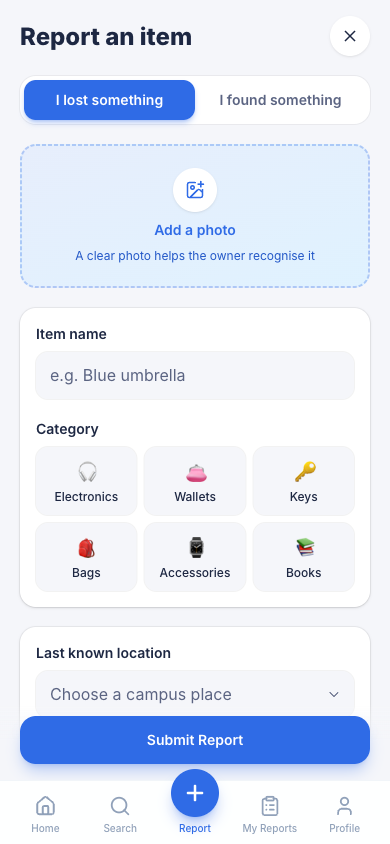 Report an item
I lost something
I found something
Add a photo
A clear photo helps the owner recognise it
Item name
e.g. Blue umbrella
Category
Electronics
Wallets
Keys
Bags
Accessories
Books
Last known location
Choose a campus place
Submit Report
Home
Search
Report
My Reports
Profile